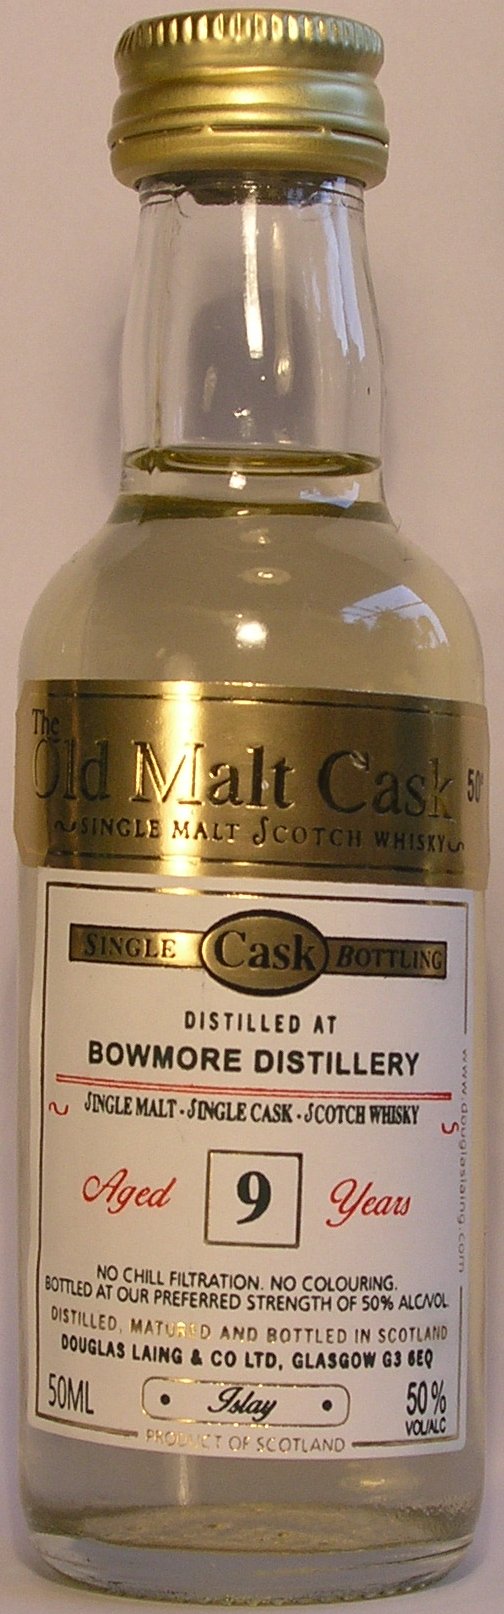 The
Old Malt Cask 50°
~SINGLE MALT SCOTCH WHISKY~
SINGLE Cask BOTTLING
DISTILLED AT
BOWMORE DISTILLERY
SINGLE MALT - SINGLE CASK - SCOTCH WHISKY
Aged 9 Years
NO CHILL FILTRATION. NO COLOURING.
BOTTLED AT OUR PREFERRED STRENGTH OF 50% ALC/VOL
DISTILLED, MATURED AND BOTTLED IN SCOTLAND
DOUGLAS LAING & CO LTD, GLASGOW G3 6EQ
50ML • Islay • 50%
VOL/ALC
PRODUCT OF SCOTLAND
www.douglaslaing.com